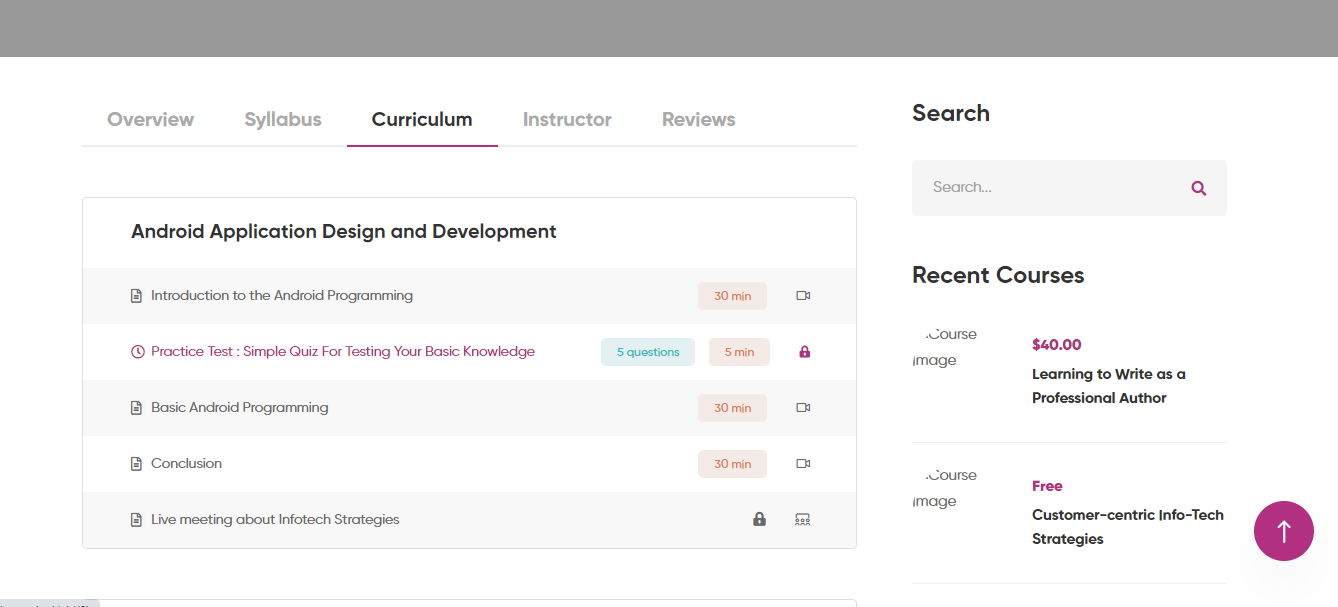 Overview Syllabus Curriculum Instructor Reviews
Android Application Design and Development
Introduction to the Android Programming 30 min
Practice Test : Simple Quiz For Testing Your Basic Knowledge 5 questions 5 min
Basic Android Programming 30 min
Conclusion 30 min
Live meeting about Infotech Strategies
Search
Search...
Recent Courses
Course
Image
$40.00
Learning to Write as a
Professional Author
Course
Image
Free
Customer-centric Info-Tech
Strategies